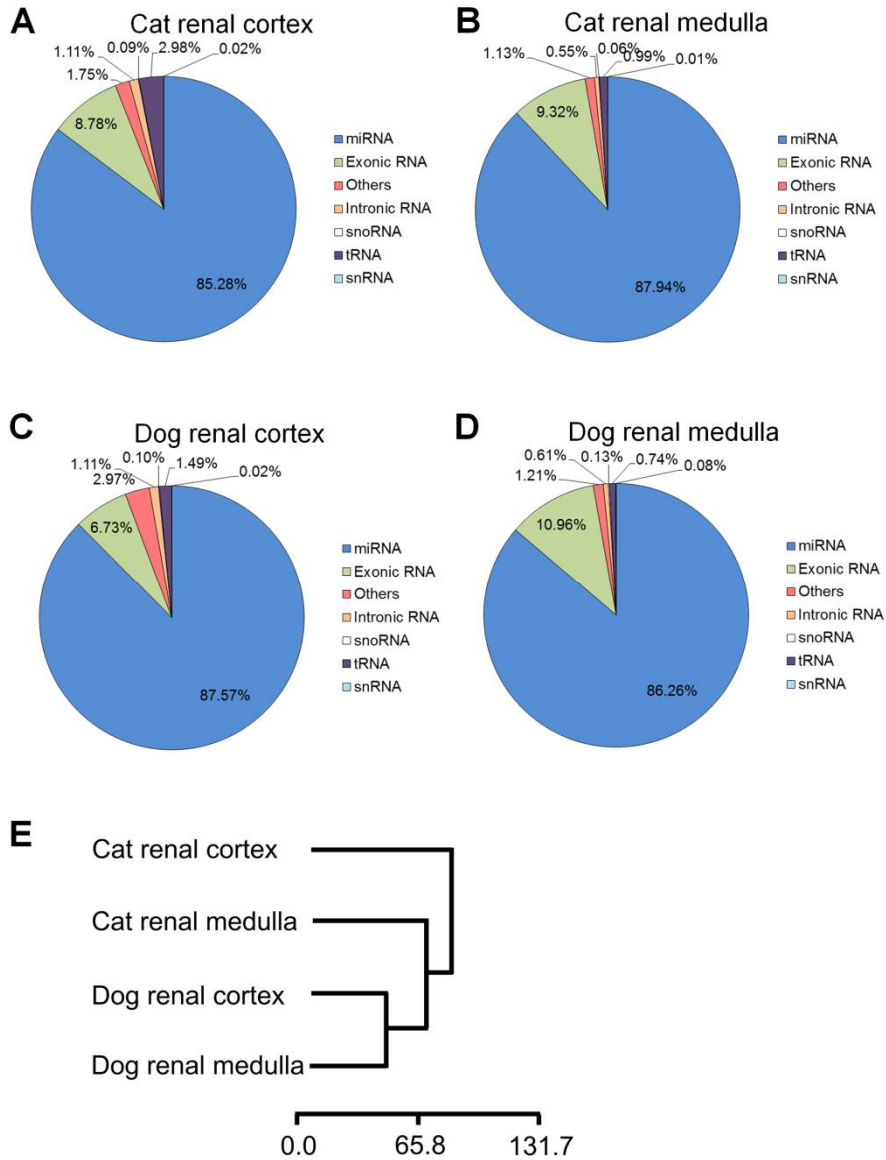 A
Cat renal cortex
1.11%
0.09%
2.98%
0.02%
1.75%
8.78%
85.28%
miRNA
Exonic RNA
Others
Intronic RNA
snoRNA
tRNA
snRNA
B
Cat renal medulla
1.13%
0.55%
0.06%
0.99%
0.01%
9.32%
87.94%
miRNA
Exonic RNA
Others
Intronic RNA
snoRNA
tRNA
snRNA
C
Dog renal cortex
1.11%
0.10%
1.49%
0.02%
2.97%
6.73%
87.57%
miRNA
Exonic RNA
Others
Intronic RNA
snoRNA
tRNA
snRNA
D
Dog renal medulla
0.61%
0.13%
0.74%
0.08%
1.21%
10.96%
86.26%
miRNA
Exonic RNA
Others
Intronic RNA
snoRNA
tRNA
snRNA
E
Cat renal cortex
Cat renal medulla
Dog renal cortex
Dog renal medulla
0.0 65.8 131.7